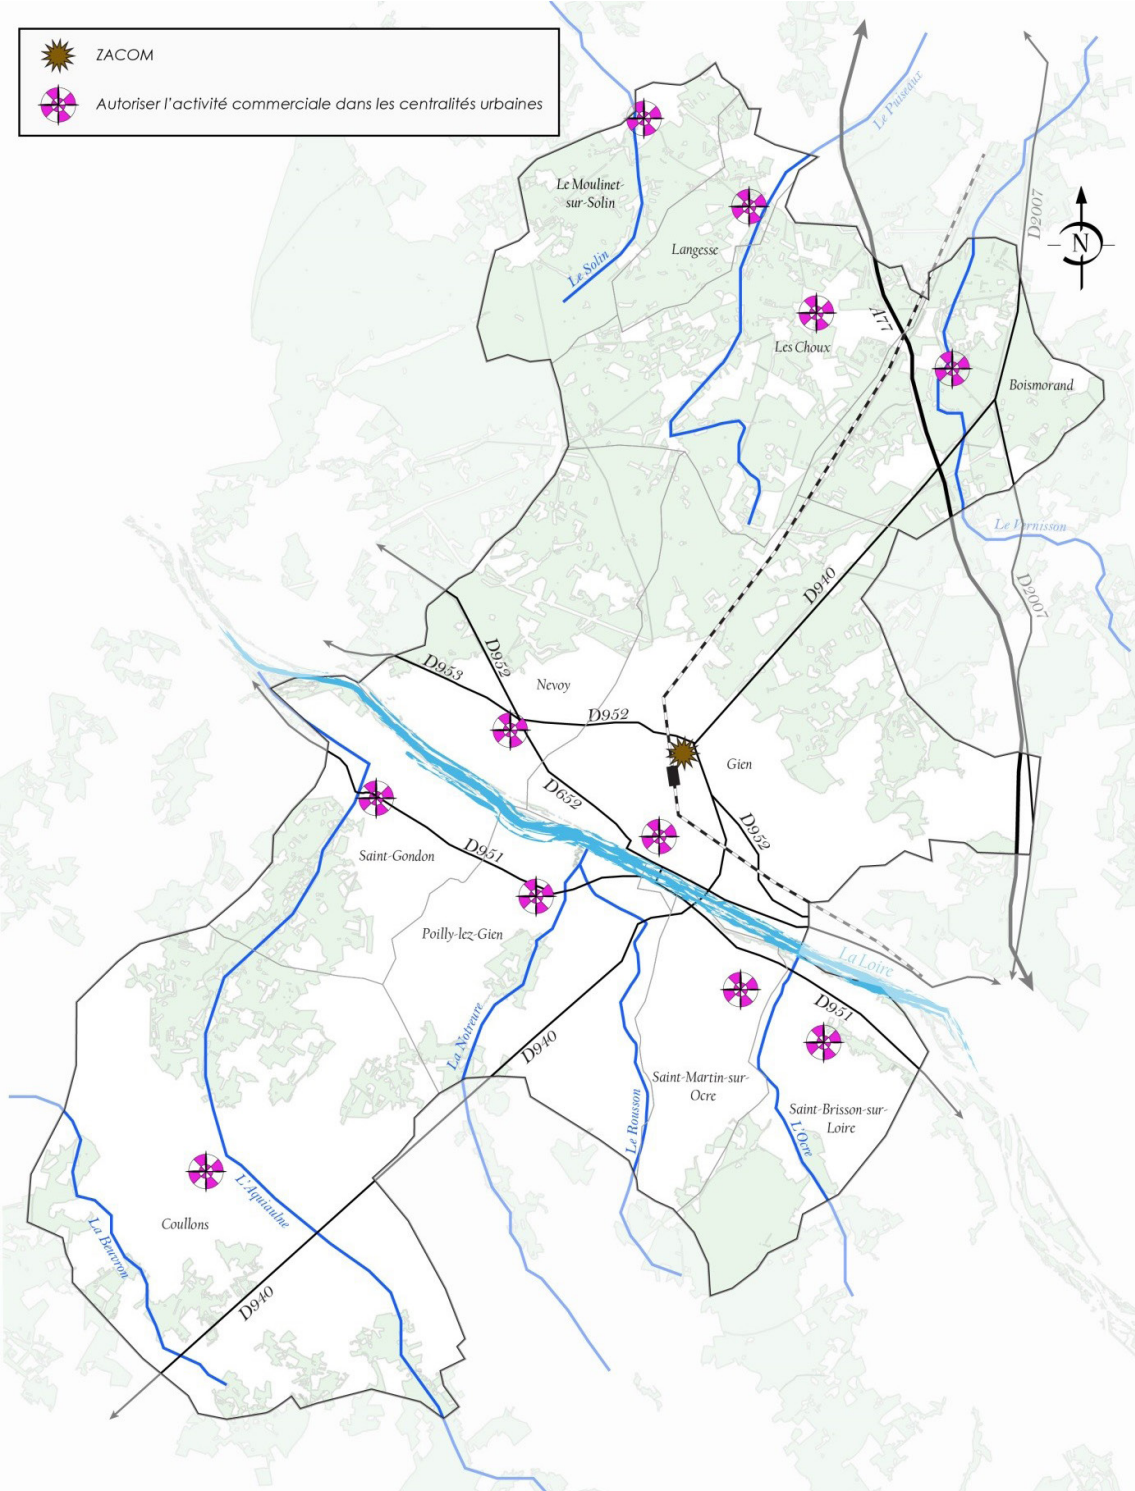 ZACOM
Autoriser l'activité commerciale dans les centralités urbaines
Le Puiseaux
Le Moulinet-
sur-Solin
D2007
Langesse
N
Le Solin
A77
Les Choux
Boismorand
Le Vernisson
D940
D2007
D952
D953
Nevoy
D952
Gien
D652
D952
D951
Saint-Gondon
Poilly-lez-Gien
La Loire
D951
La Notreure
D940
Saint-Martin-sur-
Ocre
Le Rousson
Saint-Brisson-sur-
Loire
L'Ocre
L'Aquiaulne
Coullons
La Beuvron
D940